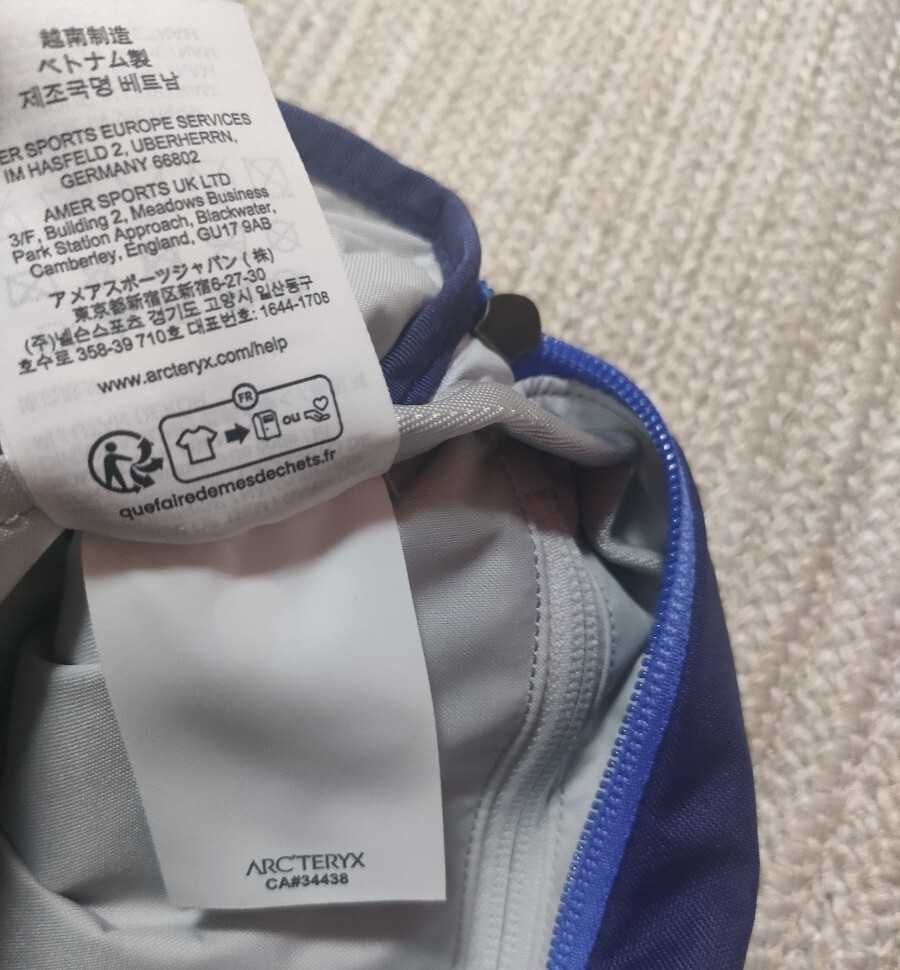 越南制造
ベトナム製
제조국명 베트남
ER SPORTS EUROPE SERVICES
IM HASFELD 2, UBERHERRN,
GERMANY 66802
AMER SPORTS UK LTD
3/F, Building 2, Meadows Business
Park Station Approach, Blackwater,
Camberley, England, GU17 9AB
アメアスポーツジャパン(株)
東京都新宿区新宿6-27-30
(주)넬슨스포츠 경기도 고양시 일산동구
호수로 358-39 710호 대표번호: 1644-1708
www.arcteryx.com/help
FR
ou
quefairedemesdechets.fr
ARC'TERYX
CA#34438